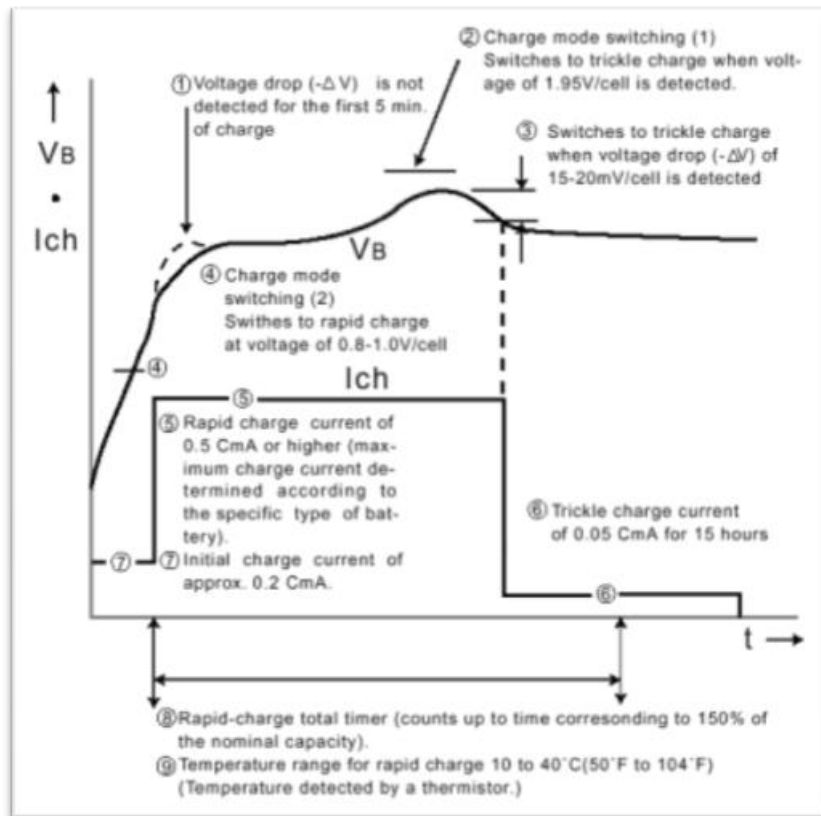 ② Charge mode switching (1)
Switches to trickle charge when volt-
age of 1.95V/cell is detected.
①Voltage drop (-Δ V) is not
detected for the first 5 min.
of charge
③ Switches to trickle charge
when voltage drop (-ΔV) of
15-20mV/cell is detected
VB
•
Ich
VB
④ Charge mode
switching (2)
Swithes to rapid charge
at voltage of 0.8-1.0V/cell
④
Ich
⑤
⑤ Rapid charge current of
0.5 CmA or higher (max-
imum charge current de-
termined according to
the specific type of bat-
tery).
⑥ Trickle charge current
of 0.05 CmA for 15 hours
⑦
⑦ Initial charge current of
approx. 0.2 CmA.
⑥
t
⑧Rapid-charge total timer (counts up to time corresonding to 150% of
the nominal capacity).
⑨Temperature range for rapid charge 10 to 40˚C(50˚F to 104˚F)
(Temperature detected by a thermistor.)